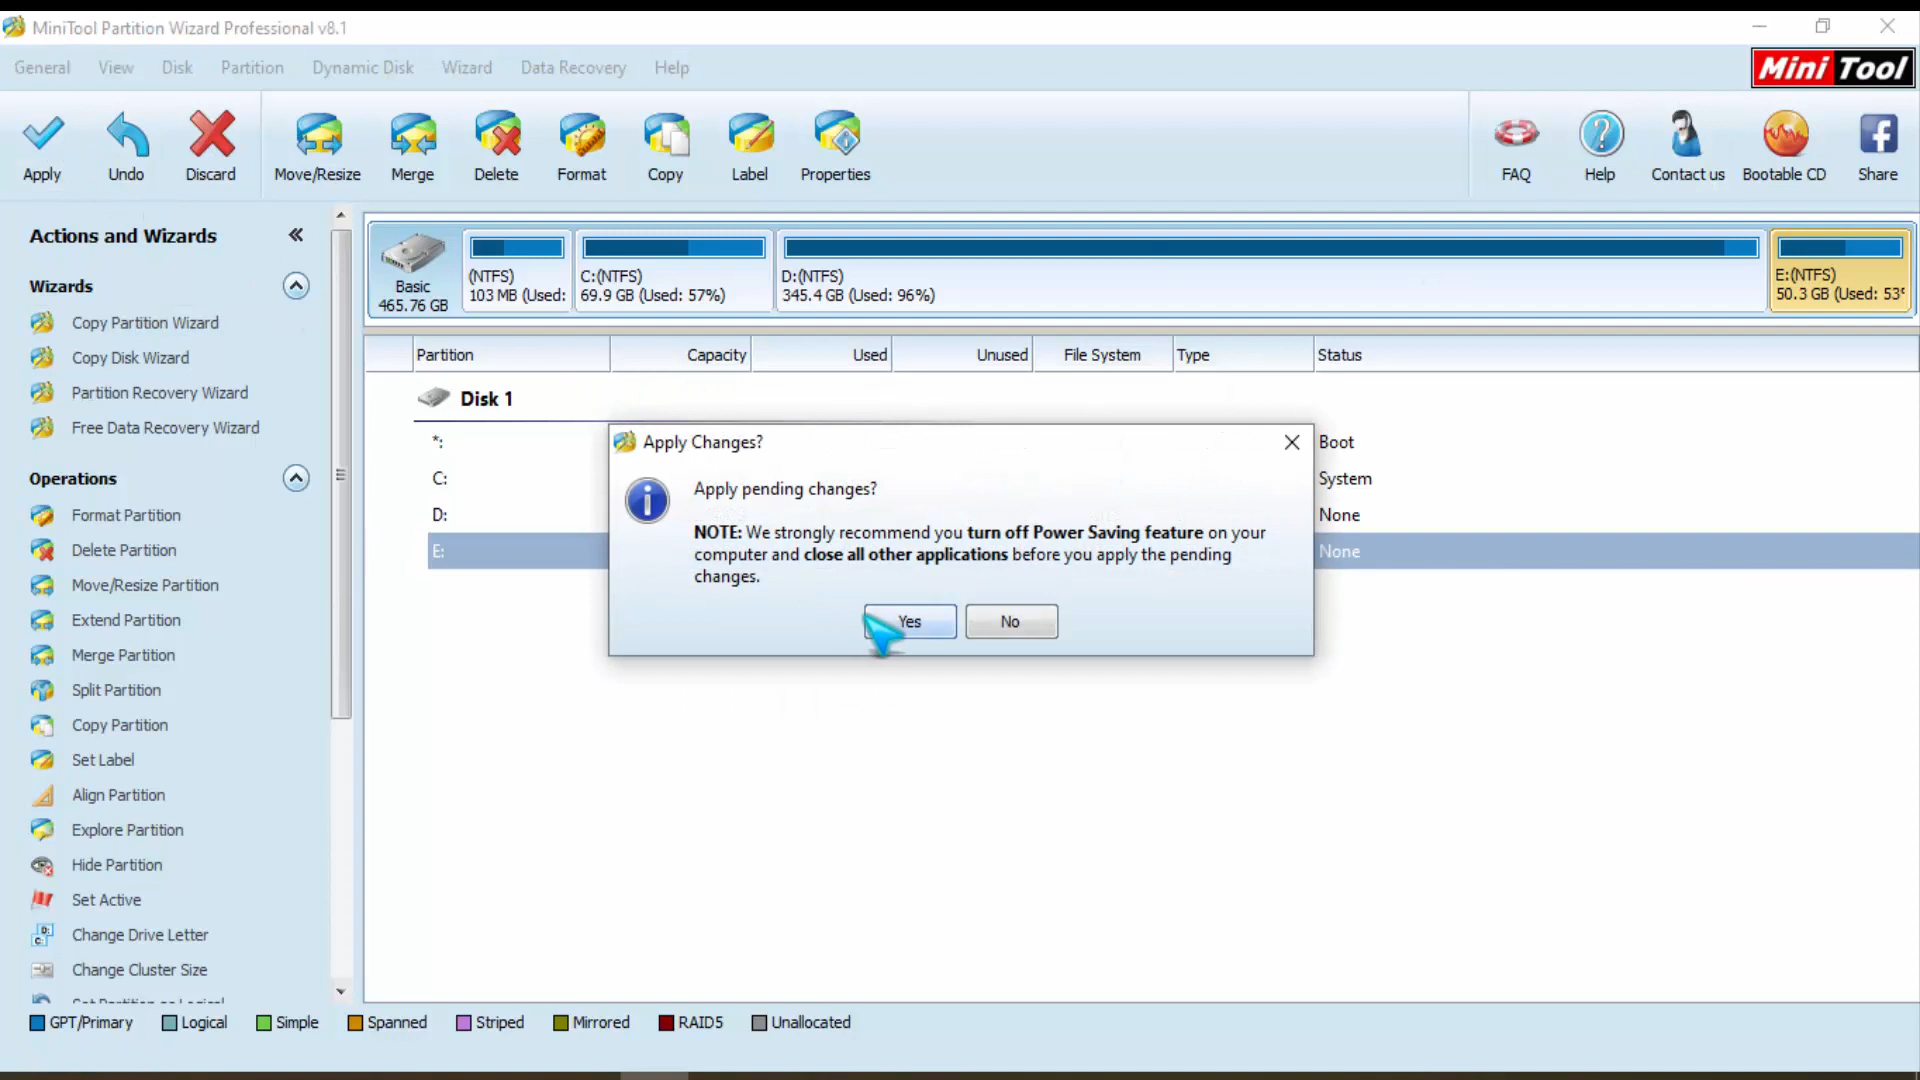 MiniTool Partition Wizard Professional v8.1
General View Disk Partition Dynamic Disk Wizard Data Recovery Help
Mini Tool
Apply Undo Discard Move/Resize Merge Delete Format Copy Label Properties FAQ Help Contact us Bootable CD Share
Actions and Wizards
Wizards
Copy Partition Wizard
Copy Disk Wizard
Partition Recovery Wizard
Free Data Recovery Wizard
Operations
Format Partition
Delete Partition
Move/Resize Partition
Extend Partition
Merge Partition
Split Partition
Copy Partition
Set Label
Align Partition
Explore Partition
Hide Partition
Set Active
Change Drive Letter
Change Cluster Size
Basic
465.76 GB
(NTFS)
103 MB (Used:
C:(NTFS)
69.9 GB (Used: 57%)
D:(NTFS)
345.4 GB (Used: 96%)
E:(NTFS)
50.3 GB (Used: 53%
Partition Capacity Used Unused File System Type Status
Disk 1
*: Boot
C: System
D: None
E: None
Apply Changes?
Apply pending changes?
NOTE: We strongly recommend you turn off Power Saving feature on your
computer and close all other applications before you apply the pending
changes.
Yes No
GPT/Primary Logical Simple Spanned Striped Mirrored RAID5 Unallocated